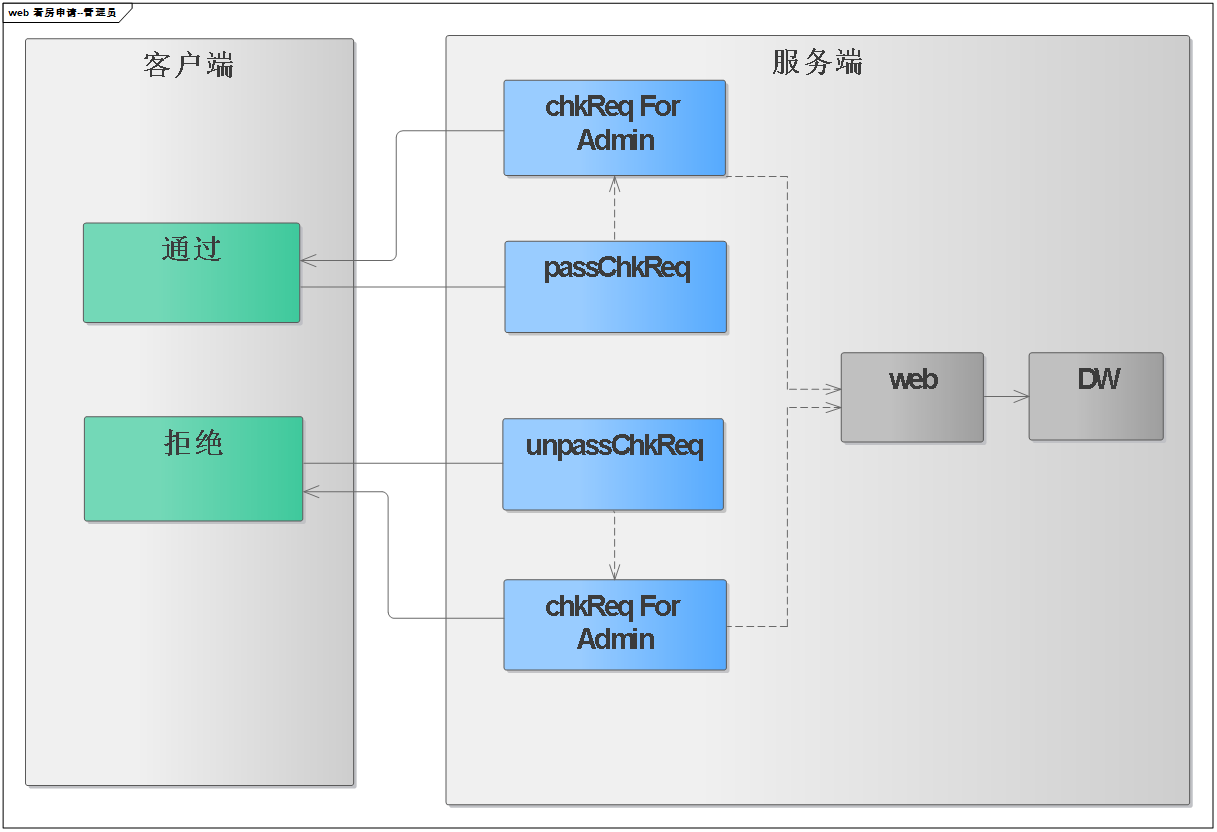 web 看房申请--管理员
客户端
服务端
chkReq For
Admin
通过
passChkReq
web
DW
拒绝
unpassChkReq
chkReq For
Admin